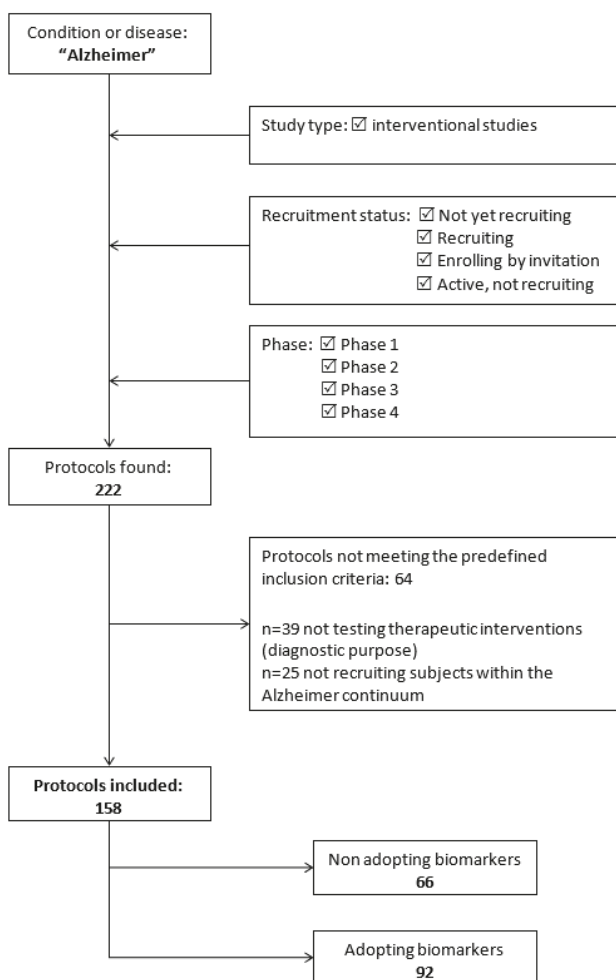 Condition or disease:
"Alzheimer"
Study type: ☑ interventional studies
Recruitment status: ☑ Not yet recruiting
☑ Recruiting
☑ Enrolling by invitation
☑ Active, not recruiting
Phase: ☑ Phase 1
☑ Phase 2
☑ Phase 3
☑ Phase 4
Protocols found:
222
Protocols not meeting the predefined
inclusion criteria: 64
n=39 not testing therapeutic interventions
(diagnostic purpose)
n=25 not recruiting subjects within the
Alzheimer continuum
Protocols included:
158
Non adopting biomarkers
66
Adopting biomarkers
92